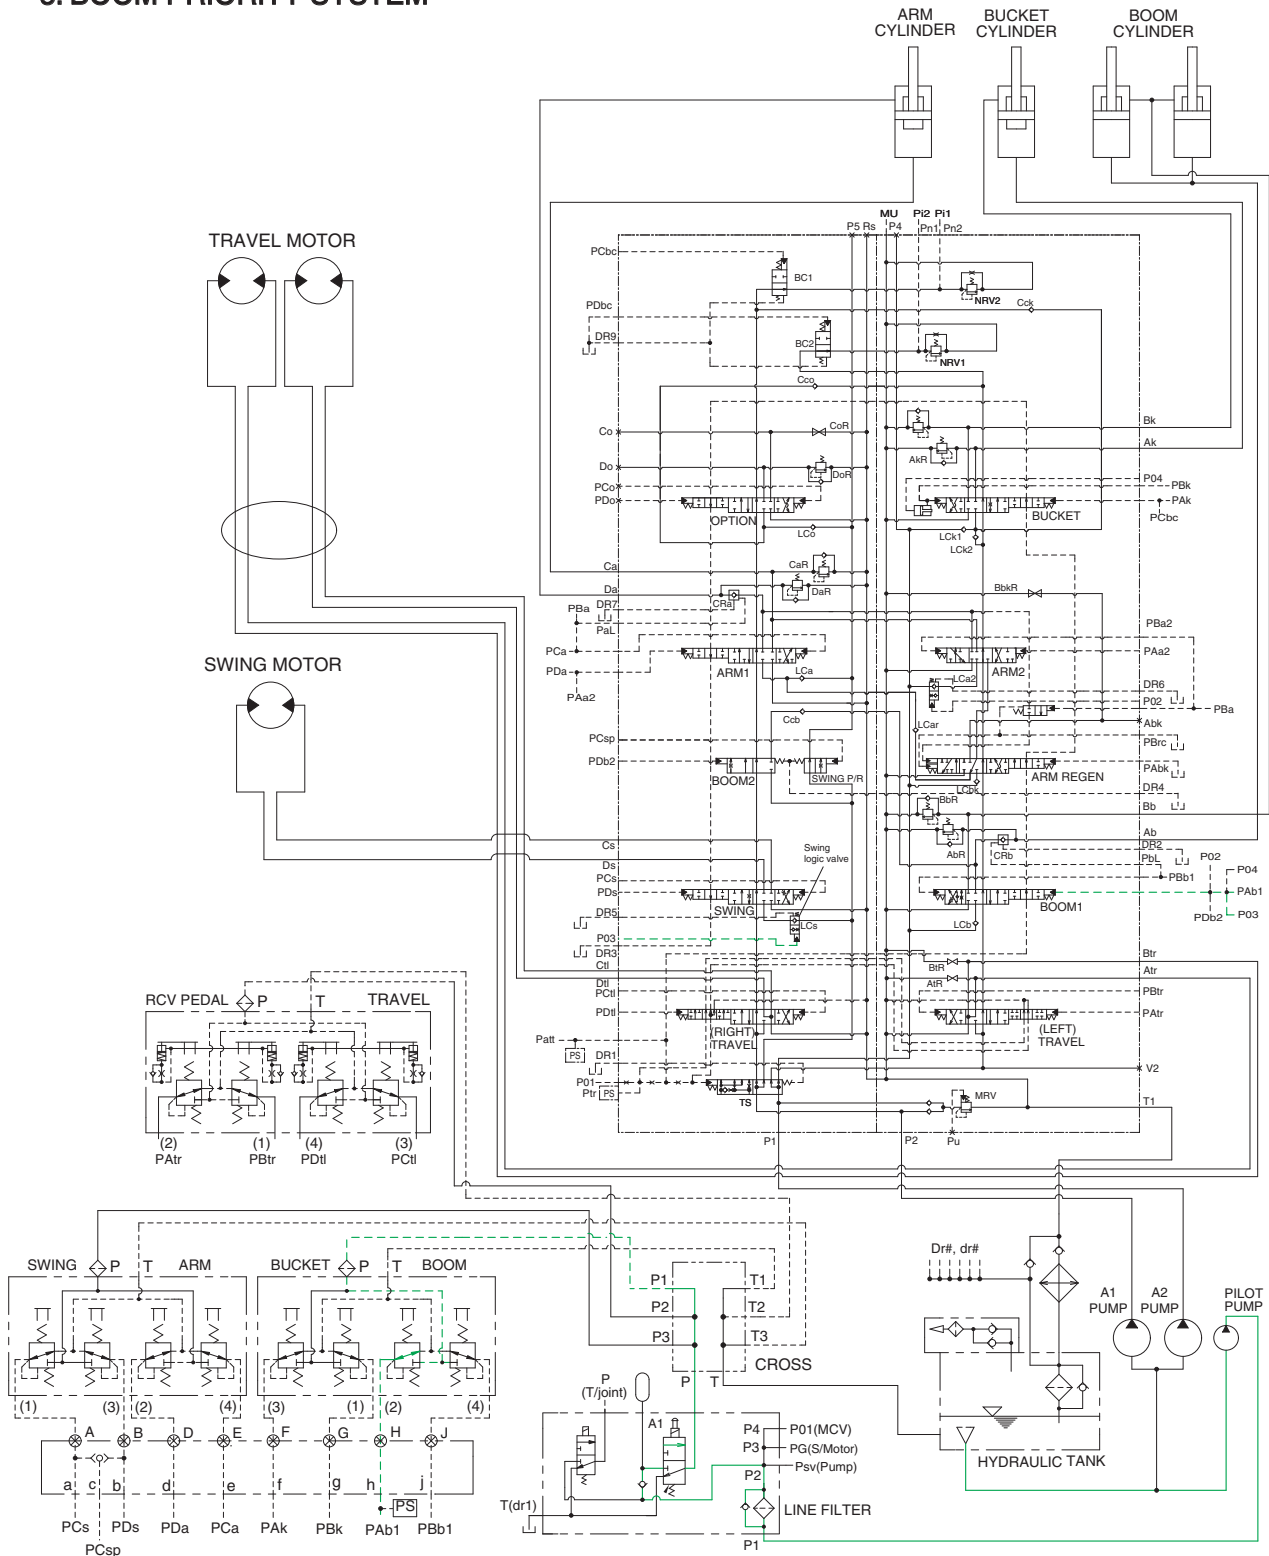 3. BOOM PRIORITY SYSTEM
ARM
CYLINDER
BUCKET
CYLINDER
BOOM
CYLINDER
TRAVEL MOTOR
SWING MOTOR
P5 Rs
MU
P4
Pi2 Pi1
Pn1 Pn2
PCbc
BC1
NRV2
Cck
PDbc
DR9
BC2
NRV1
Cco
Co
CoR
Bk
Do
DoR
AkR
Ak
PCo
P04
PBk
PDo
OPTION
BUCKET
PAk
PCbc
LCo
LCk1
LCk2
Ca
CaR
Da
DaR
CRa
BbkR
PBa
DR7
PaL
PBa2
PCa
PAa2
PDa
ARM1
ARM2
LCa
LCa2
DR6
PAa2
P02
PBa
Ccb
LCar
Abk
PCsp
PBrc
PDb2
BOOM2
SWING P/R
ARM REGEN
PAbk
LCbk
DR4
BbR
Bb
Swing
logic valve
Cs
AbR
CRb
Ab
DR2
Ds
PbL
P02
PCs
PBb1
P04
PDs
PAb1
SWING
BOOM1
DR5
LCs
LCb
PDb2
P03
P03
DR3
Ctl
BtR
Btr
Dtl
AtR
Atr
PCtl
PBtr
PDtl
PAtr
(RIGHT)
TRAVEL
(LEFT)
TRAVEL
Patt
PS
DR1
V2
P01
Ptr
PS
TS
MRV
T1
P1
P2
Pu
RCV PEDAL
P
T
TRAVEL
(2)
(1)
(4)
(3)
PAtr
PBtr
PDtl
PCtl
SWING
P
T
ARM
BUCKET
P
T
BOOM
(1)
(3)
(2)
(4)
(3)
(1)
(2)
(4)
A
B
D
E
F
G
H
J
a
c
b
d
e
f
g
h
j
PS
PCs
PDs
PDa
PCa
PAk
PBk
PAb1
PBb1
PCsp
P1
T1
P2
T2
P3
T3
CROSS
P
T
P
(T/joint)
A1
P4
P01(MCV)
P3
PG(S/Motor)
Psv(Pump)
P2
T(dr1)
LINE FILTER
P1
Dr#, dr#
A1
PUMP
A2
PUMP
PILOT
PUMP
HYDRAULIC TANK